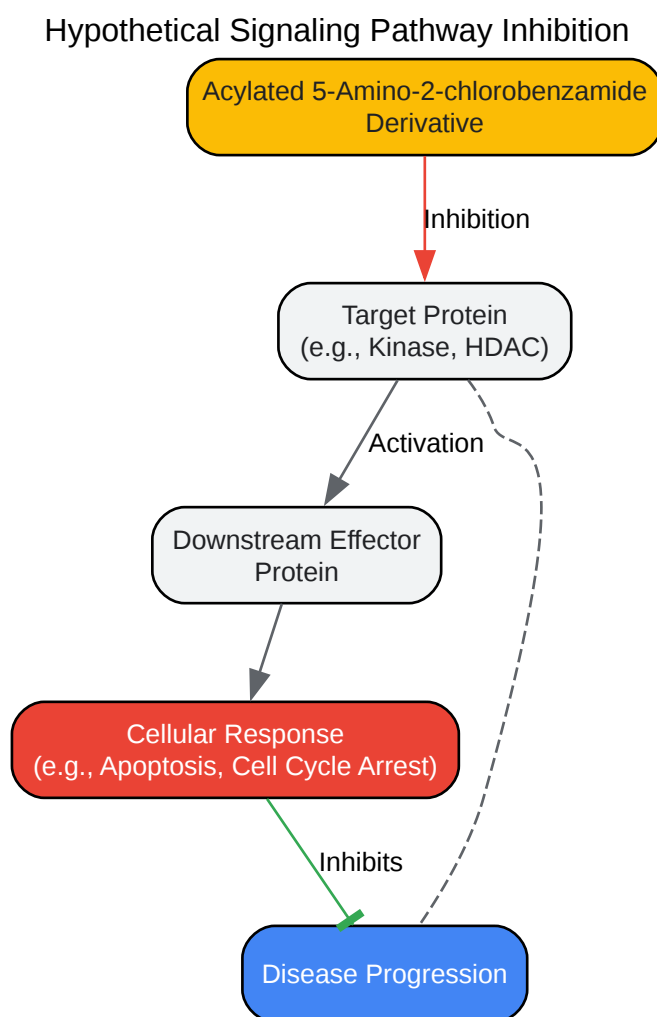 Hypothetical Signaling Pathway Inhibition
Acylated 5-Amino-2-chlorobenzamide
Derivative
Inhibition
Target Protein
(e.g., Kinase, HDAC)
Activation
Downstream Effector
Protein
Cellular Response
(e.g., Apoptosis, Cell Cycle Arrest)
Inhibits
Disease Progression